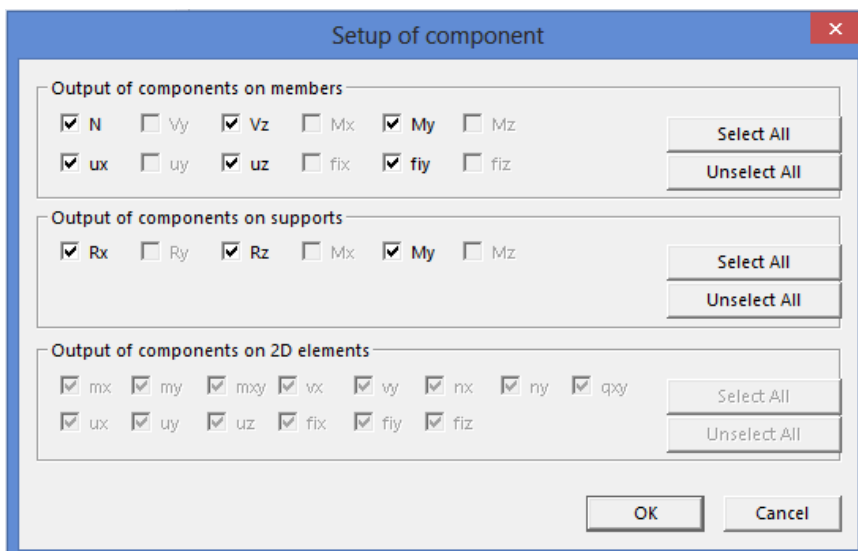 Setup of component
Output of components on members
N Vy Vz Mx My Mz
Select All
ux uy uz fix fiy fiz
Unselect All
Output of components on supports
Rx Ry Rz Mx My Mz
Select All
Unselect All
Output of components on 2D elements
mx my mxy vx vy nx ny qxy
Select All
ux uy uz fix fiy fiz
Unselect All
OK Cancel